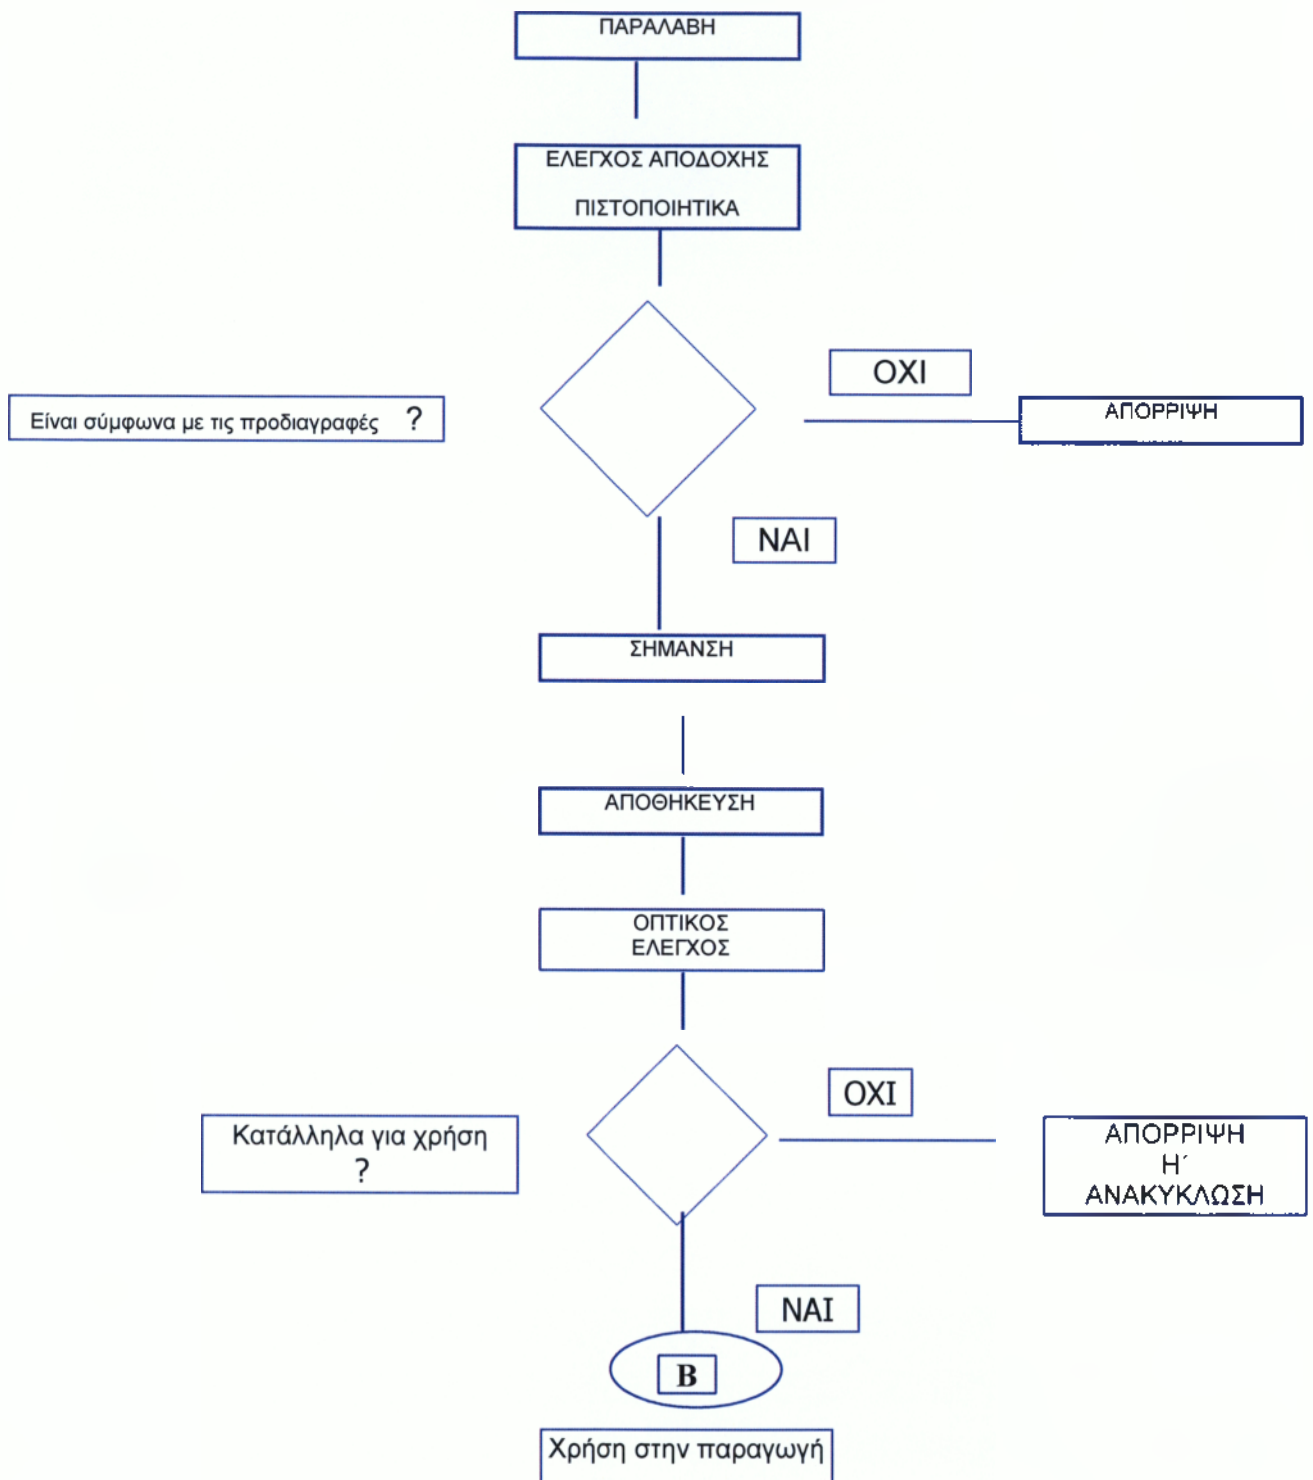 ΠΑΡΑΛΑΒΗ
ΕΛΕΓΧΟΣ ΑΠΟΔΟΧΗΣ
ΠΙΣΤΟΠΟΙΗΤΙΚΑ
ΟΧΙ
Είναι σύμφωνα με τις προδιαγραφές ?
ΑΠΟΡΡΙΨΗ
ΝΑΙ
ΣΗΜΑΝΣΗ
ΑΠΟΘΗΚΕΥΣΗ
ΟΠΤΙΚΟΣ
ΕΛΕΓΧΟΣ
ΟΧΙ
Κατάλληλα για χρήση
?
ΑΠΟΡΡΙΨΗ
Η΄
ΑΝΑΚΥΚΛΩΣΗ
ΝΑΙ
Β
Χρήση στην παραγωγή